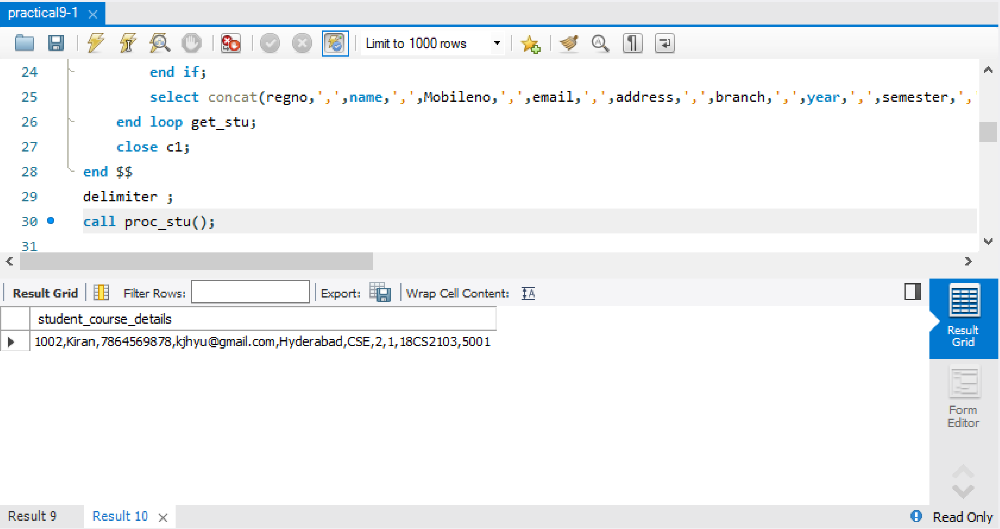 practical9-1
Limit to 1000 rows
24 end if;
25 select concat(regno,',',name,',',Mobileno,',',email,',',address,',',branch,',',year,',',semester,','
26 end loop get_stu;
27 close c1;
28 end $$
29 delimiter ;
30 call proc_stu();
31
Result Grid Filter Rows: Export: Wrap Cell Content:
student_course_details
1002,Kiran,7864569878,kjhyu@gmail.com,Hyderabad,CSE,2,1,18CS2103,5001
Result
Grid
Form
Editor
Result 9 Result 10 Read Only